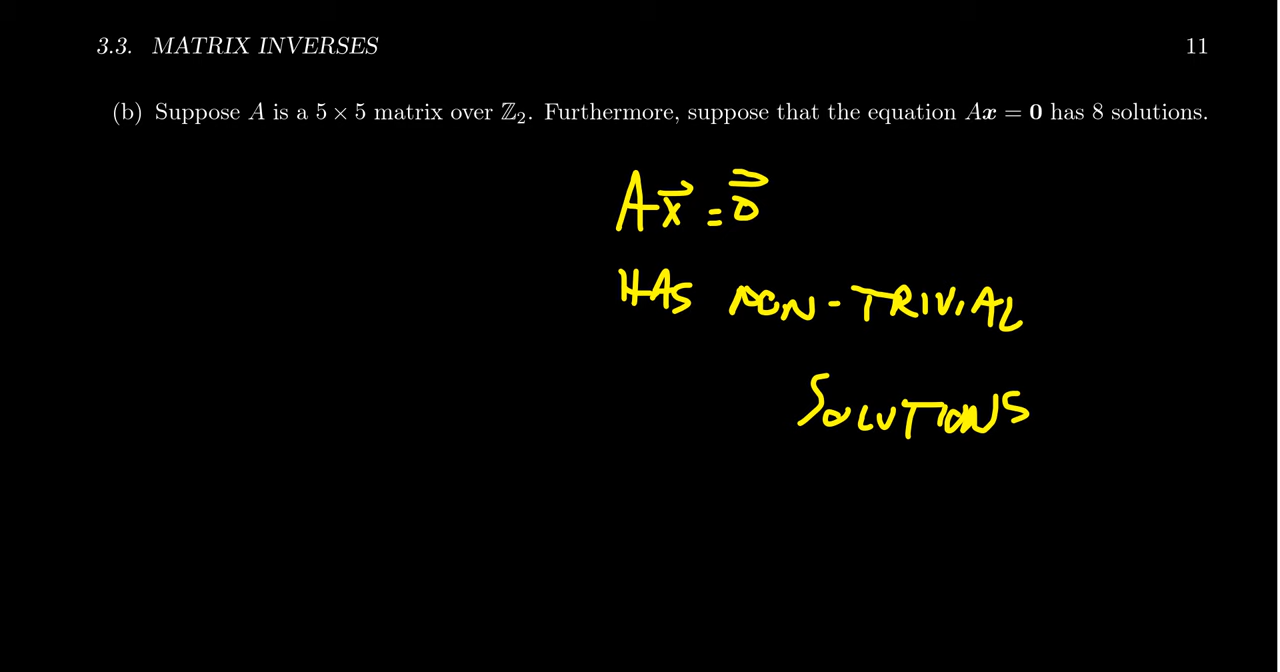 3.3. MATRIX INVERSES 11
(b) Suppose A is a 5 × 5 matrix over ℤ₂. Furthermore, suppose that the equation Ax = 0 has 8 solutions.
Ax⃗ = 0⃗
HAS NON-TRIVIAL
SOLUTIONS